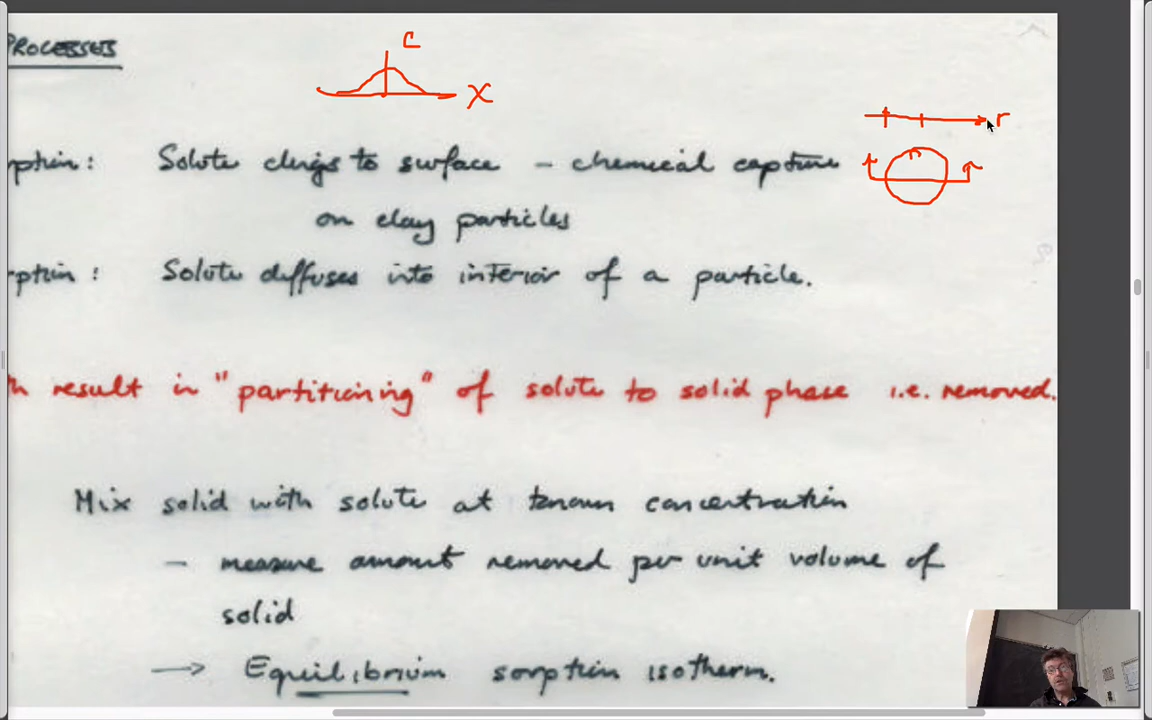 PROCESSES
C
X
r
rption: Solute clings to surface – chemical capture
on clay particles
rption: Solute diffuses into interior of a particle.
h result in "partitioning" of solute to solid phase i.e. removed.
Mix solid with solute at known concentration
– measure amount removed per unit volume of
solid
→ Equilibrium sorption isotherm.